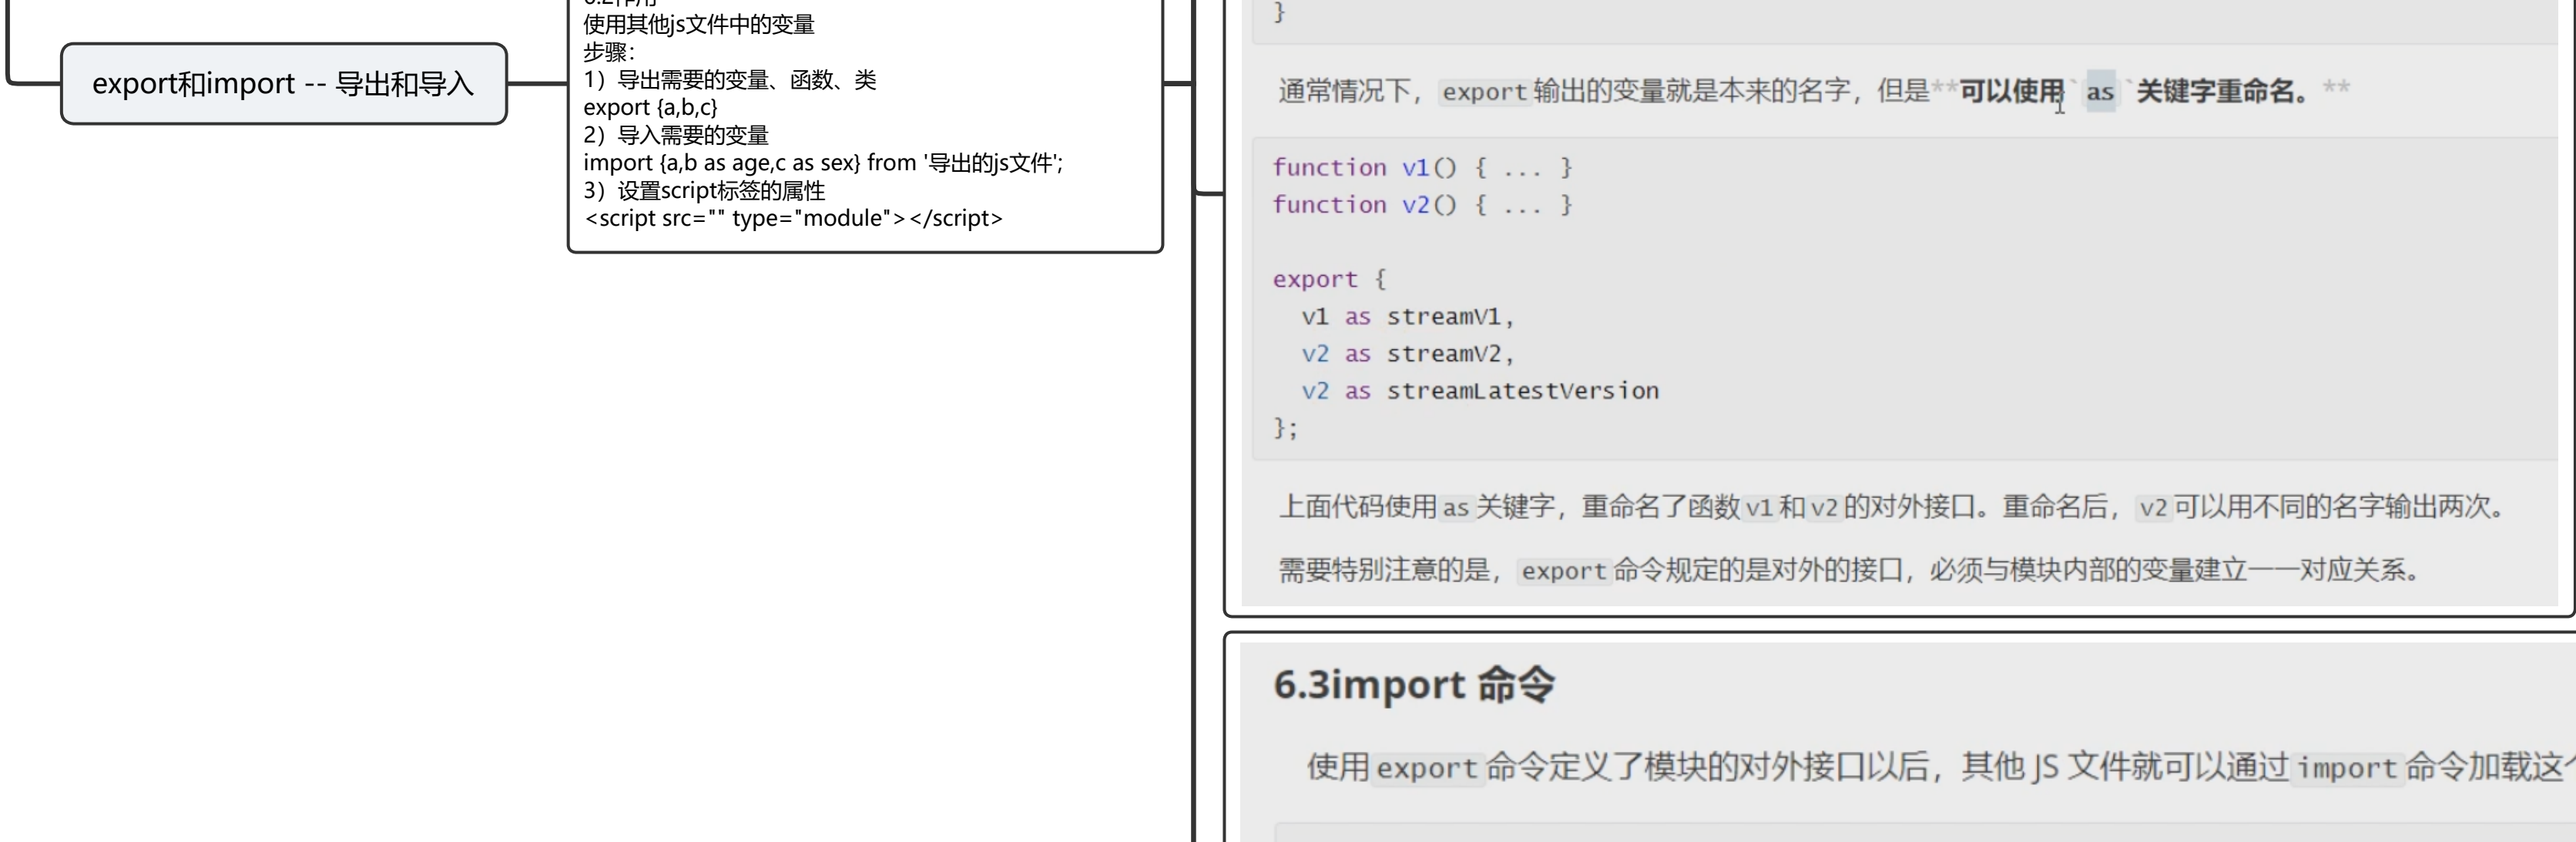 export和import -- 导出和导入
6.2作用
使用其他js文件中的变量
步骤：
1）导出需要的变量、函数、类
export {a,b,c}
2）导入需要的变量
import {a,b as age,c as sex} from '导出的js文件';
3）设置script标签的属性
<script src="" type="module"></script>
}
通常情况下，export输出的变量就是本来的名字，但是**可以使用`as`关键字重命名。**
function v1() { ... }
function v2() { ... }
export {
v1 as streamV1,
v2 as streamV2,
v2 as streamLatestVersion
};
上面代码使用as关键字，重命名了函数v1和v2的对外接口。重命名后，v2可以用不同的名字输出两次。
需要特别注意的是，export命令规定的是对外的接口，必须与模块内部的变量建立一一对应关系。
6.3import 命令
使用export命令定义了模块的对外接口以后，其他 JS 文件就可以通过import命令加载这